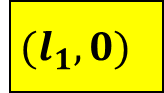 (l₁, 0)